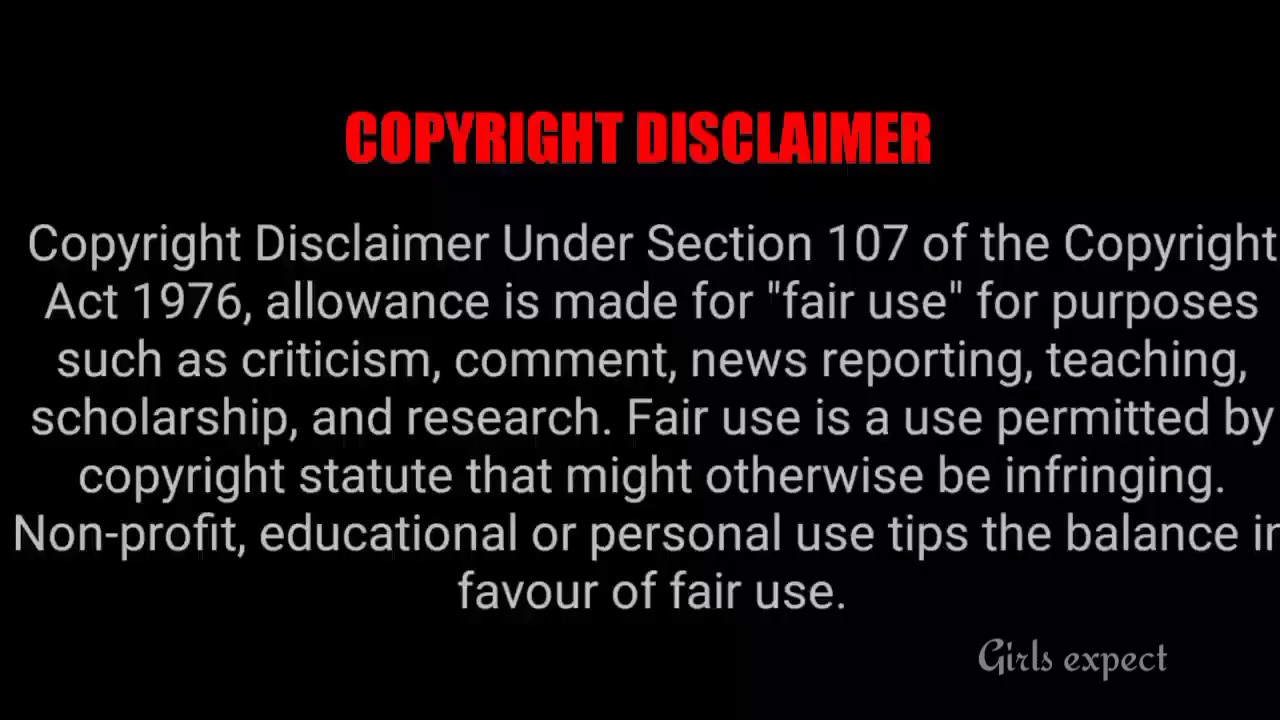 COPYRIGHT DISCLAIMER
Copyright Disclaimer Under Section 107 of the Copyright
Act 1976, allowance is made for "fair use" for purposes
such as criticism, comment, news reporting, teaching,
scholarship, and research. Fair use is a use permitted by
copyright statute that might otherwise be infringing.
Non-profit, educational or personal use tips the balance in
favour of fair use.
Girls expect